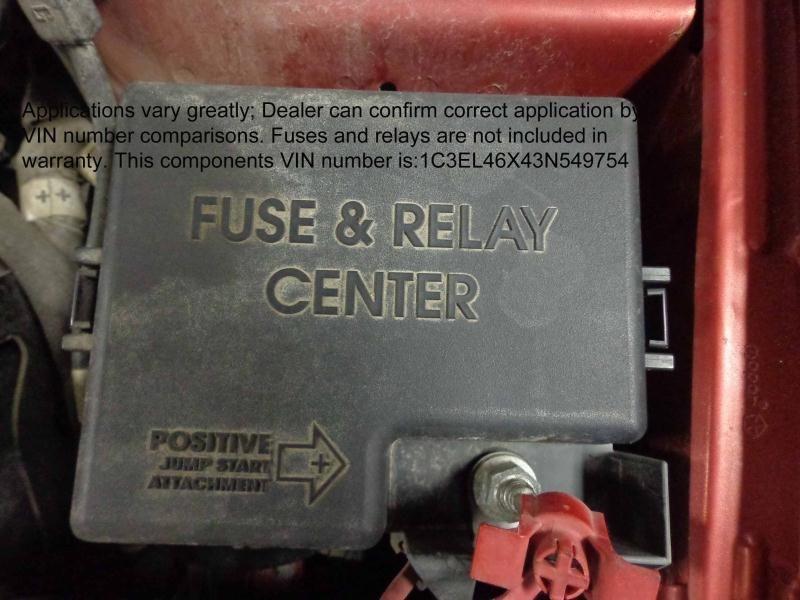 Applications vary greatly; Dealer can confirm correct application by
VIN number comparisons. Fuses and relays are not included in
warranty. This components VIN number is:1C3EL46X43N549754
FUSE & RELAY
CENTER
POSITIVE
JUMP START
ATTACHMENT
+